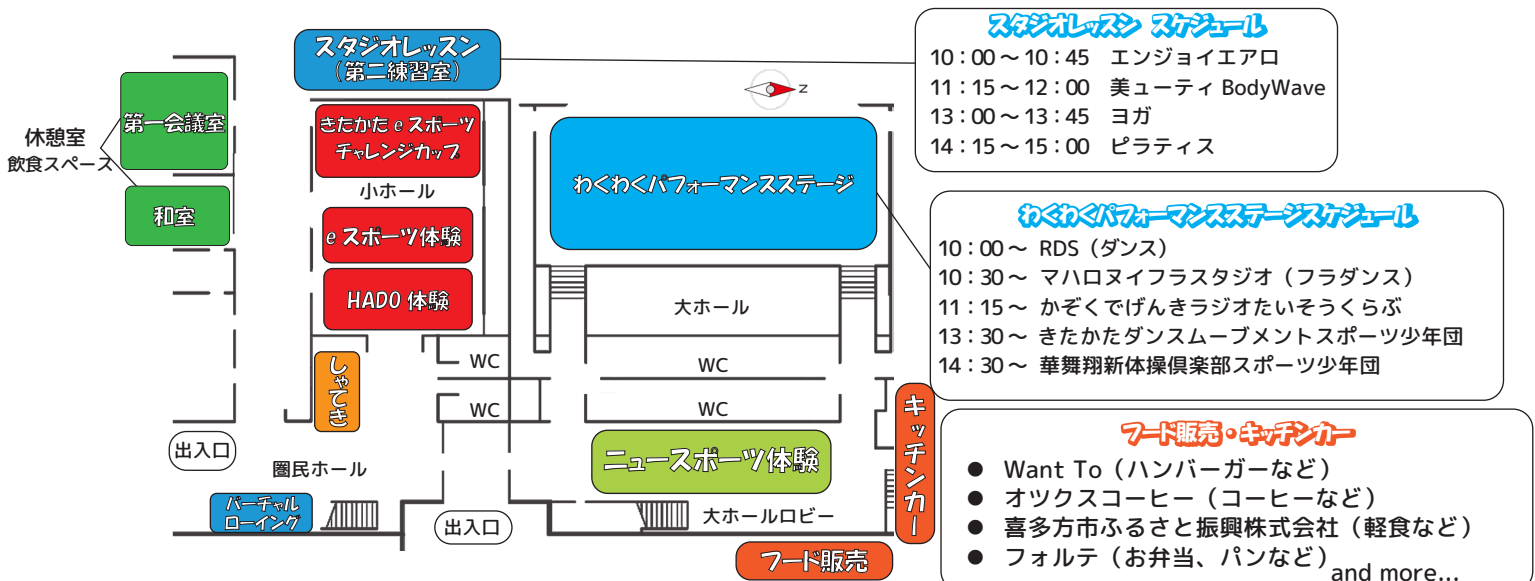 スタジオレッスン
（第二練習室）
スタジオレッスン スケジュール
10：00～10：45 エンジョイエアロ
11：15～12：00 美ューティ BodyWave
13：00～13：45 ヨガ
14：15～15：00 ピラティス
第一会議室
休憩室
飲食スペース
和室
きたかた e スポーツ
チャレンジカップ
小ホール
e スポーツ体験
HADO 体験
Z
わくわくパフォーマンスステージ
大ホール
わくわくパフォーマンスステージスケジュール
10：00～ RDS（ダンス）
10：30～ マハロヌイフラスタジオ（フラダンス）
11：15～ かぞくでげんきラジオたいそうくらぶ
13：30～ きたかたダンスムーブメントスポーツ少年団
14：30～ 華舞翔新体操倶楽部スポーツ少年団
しゃてき
WC
WC
WC
WC
キッチンカー
出入口
圏民ホール
バーチャル
ローイング
出入口
ニュースポーツ体験
大ホールロビー
フード販売
フード販売・キッチンカー
● Want To（ハンバーガーなど）
● オツクスコーヒー（コーヒーなど）
● 喜多方市ふるさと振興株式会社（軽食など）
● フォルテ（お弁当、パンなど）
and more...